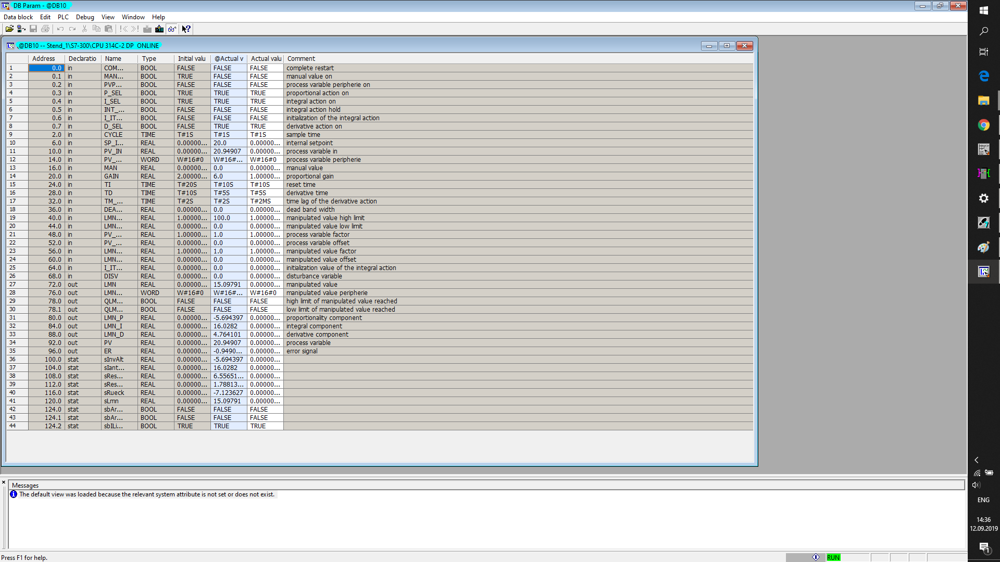 DB Param - @DB10
Data block Edit PLC Debug View Window Help
@DB10 -- Stend_1\S7-300\CPU 314C-2 DP ONLINE
Address Declaratio Name Type Initial valu @Actual v Actual valu Comment
1 0.0 in COM... BOOL FALSE FALSE FALSE complete restart
2 0.1 in MAN... BOOL TRUE FALSE FALSE manual value on
3 0.2 in PVP... BOOL FALSE FALSE FALSE process variable peripherie on
4 0.3 in P_SEL BOOL TRUE TRUE TRUE proportional action on
5 0.4 in I_SEL BOOL TRUE TRUE TRUE integral action on
6 0.5 in INT_... BOOL FALSE FALSE FALSE integral action hold
7 0.6 in I_IT... BOOL FALSE FALSE FALSE initialization of the integral action
8 0.7 in D_SEL BOOL FALSE TRUE TRUE derivative action on
9 2.0 in CYCLE TIME T#1S T#1S T#1S sample time
10 6.0 in SP_I... REAL 0.00000... 20.0 0.00000... internal setpoint
11 10.0 in PV_IN REAL 0.00000... 20.94907 0.00000... process variable in
12 14.0 in PV_... WORD W#16#0 W#16#... W#16#0 process variable peripherie
13 16.0 in MAN REAL 0.00000... 0.0 0.00000... manual value
14 20.0 in GAIN REAL 2.00000... 6.0 1.00000... proportional gain
15 24.0 in TI TIME T#20S T#10S T#10S reset time
16 28.0 in TD TIME T#10S T#5S T#5S derivative time
17 32.0 in TM_... TIME T#2S T#2S T#2MS time lag of the derivative action
18 36.0 in DEA... REAL 0.00000... 0.0 0.00000... dead band width
19 40.0 in LMN... REAL 1.00000... 100.0 1.00000... manipulated value high limit
20 44.0 in LMN... REAL 0.00000... 0.0 0.00000... manipulated value low limit
21 48.0 in PV_... REAL 1.00000... 1.0 1.00000... process variable factor
22 52.0 in PV_... REAL 0.00000... 0.0 0.00000... process variable offset
23 56.0 in LMN... REAL 1.00000... 1.0 1.00000... manipulated value factor
24 60.0 in LMN... REAL 0.00000... 0.0 0.00000... manipulated value offset
25 64.0 in I_IT... REAL 0.00000... 0.0 0.00000... initialization value of the integral action
26 68.0 in DISV REAL 0.00000... 0.0 0.00000... disturbance variable
27 72.0 out LMN REAL 0.00000... 15.09791 0.00000... manipulated value
28 76.0 out LMN... WORD W#16#0 W#16#... W#16#0 manipulated value peripherie
29 78.0 out QLM... BOOL FALSE FALSE FALSE high limit of manipulated value reached
30 78.1 out QLM... BOOL FALSE FALSE FALSE low limit of manipulated value reached
31 80.0 out LMN_P REAL 0.00000... -5.694397 0.00000... proportionality component
32 84.0 out LMN_I REAL 0.00000... 16.0282 0.00000... integral component
33 88.0 out LMN_D REAL 0.00000... 4.764101 0.00000... derivative component
34 92.0 out PV REAL 0.00000... 20.94907 0.00000... process variable
35 96.0 out ER REAL 0.00000... -0.9490... 0.00000... error signal
36 100.0 stat sInvAlt REAL 0.00000... -5.694397 0.00000...
37 104.0 stat sIant... REAL 0.00000... 16.0282 0.00000...
38 108.0 stat sRes... REAL 0.00000... 6.55651... 0.00000...
39 112.0 stat sRes... REAL 0.00000... 1.78813... 0.00000...
40 116.0 stat sRueck REAL 0.00000... -7.123627 0.00000...
41 120.0 stat sLmn REAL 0.00000... 15.09791 0.00000...
42 124.0 stat sbAr... BOOL FALSE FALSE FALSE
43 124.1 stat sbAr... BOOL FALSE FALSE FALSE
44 124.2 stat sbILi... BOOL TRUE TRUE TRUE
Messages
The default view was loaded because the relevant system attribute is not set or does not exist.
Press F1 for help.
RUN
ENG
14:36
12.09.2019
1